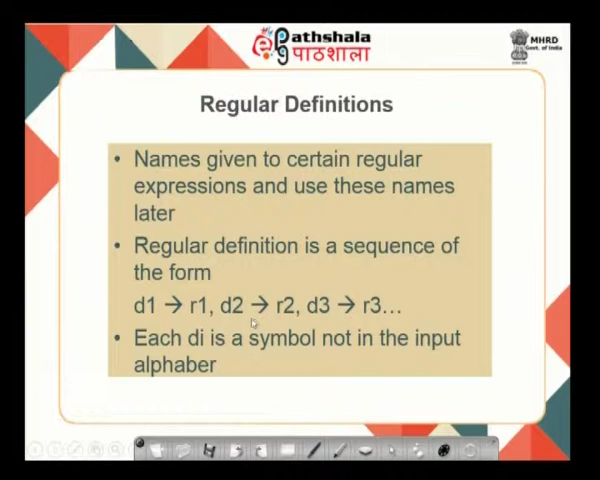 epg Pathshala
पाठशाला
MHRD
Govt. of India
Regular Definitions
• Names given to certain regular
expressions and use these names
later
• Regular definition is a sequence of
the form
d1 → r1, d2 → r2, d3 → r3...
• Each di is a symbol not in the input
alphaber